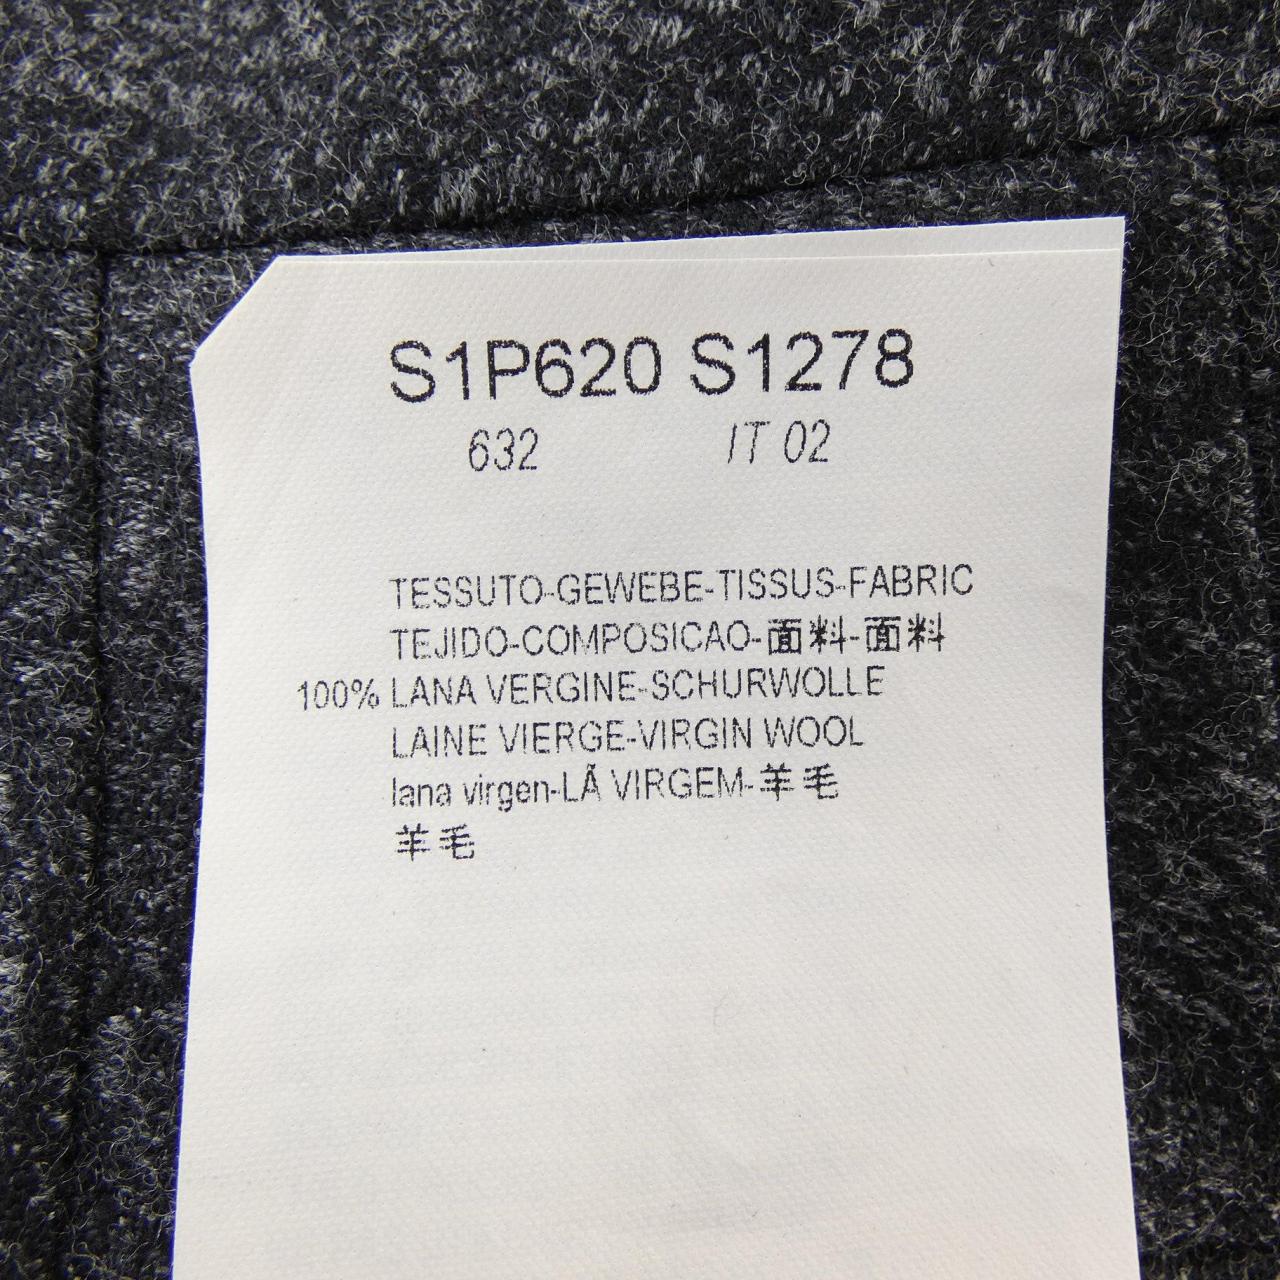 S1P620 S1278
632 IT 02
TESSUTO-GEWEBE-TISSUS-FABRIC
TEJIDO-COMPOSICAO-面料-面料
100% LANA VERGINE-SCHURWOLLE
LAINE VIERGE-VIRGIN WOOL
lana virgen-LÃ VIRGEM-羊毛
羊毛